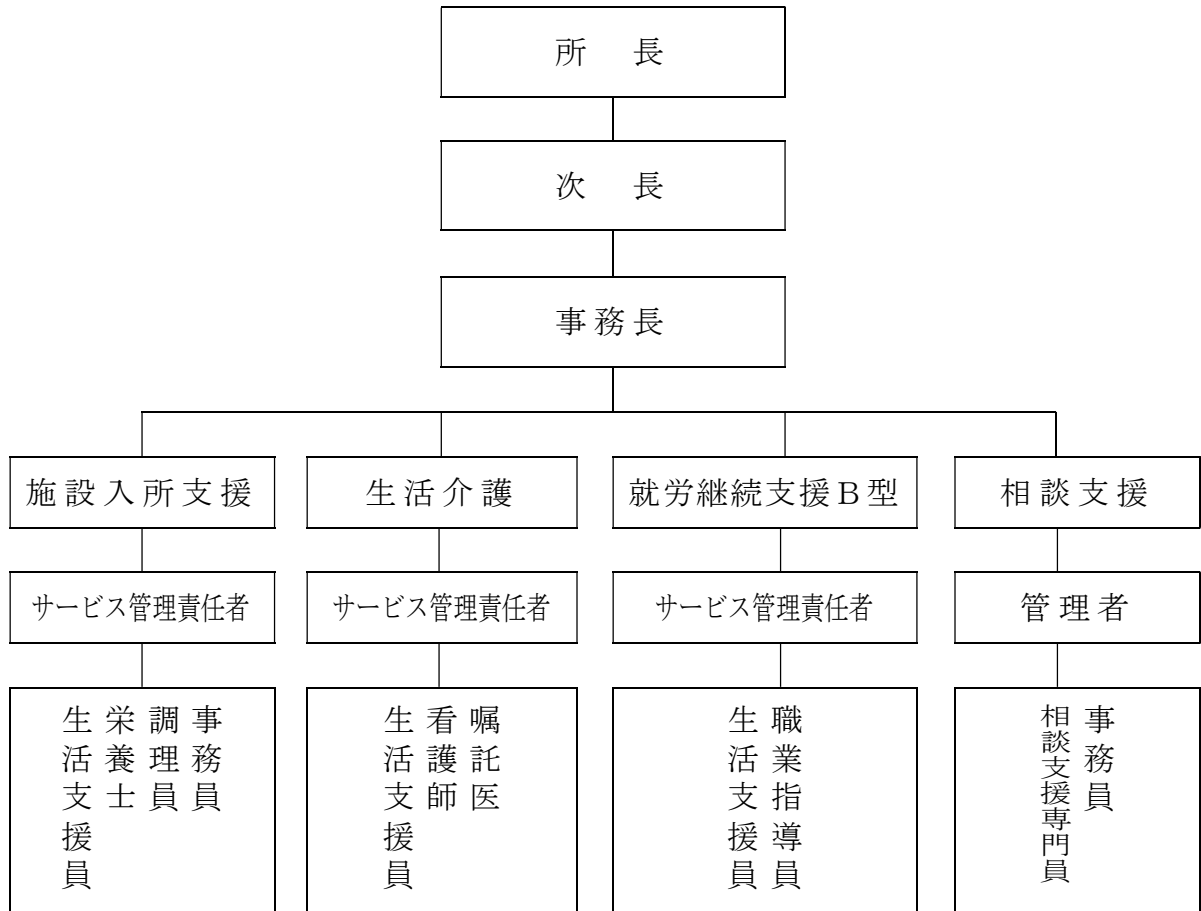 所　長
次　長
事務長
施設入所支援
生活介護
就労継続支援Ｂ型
相談支援
サービス管理責任者
サービス管理責任者
サービス管理責任者
管理者
事務員
調理員
栄養士
生活支援員
嘱託医
看護師
生活支援員
職業指導員
生活支援員
事務員
相談支援専門員